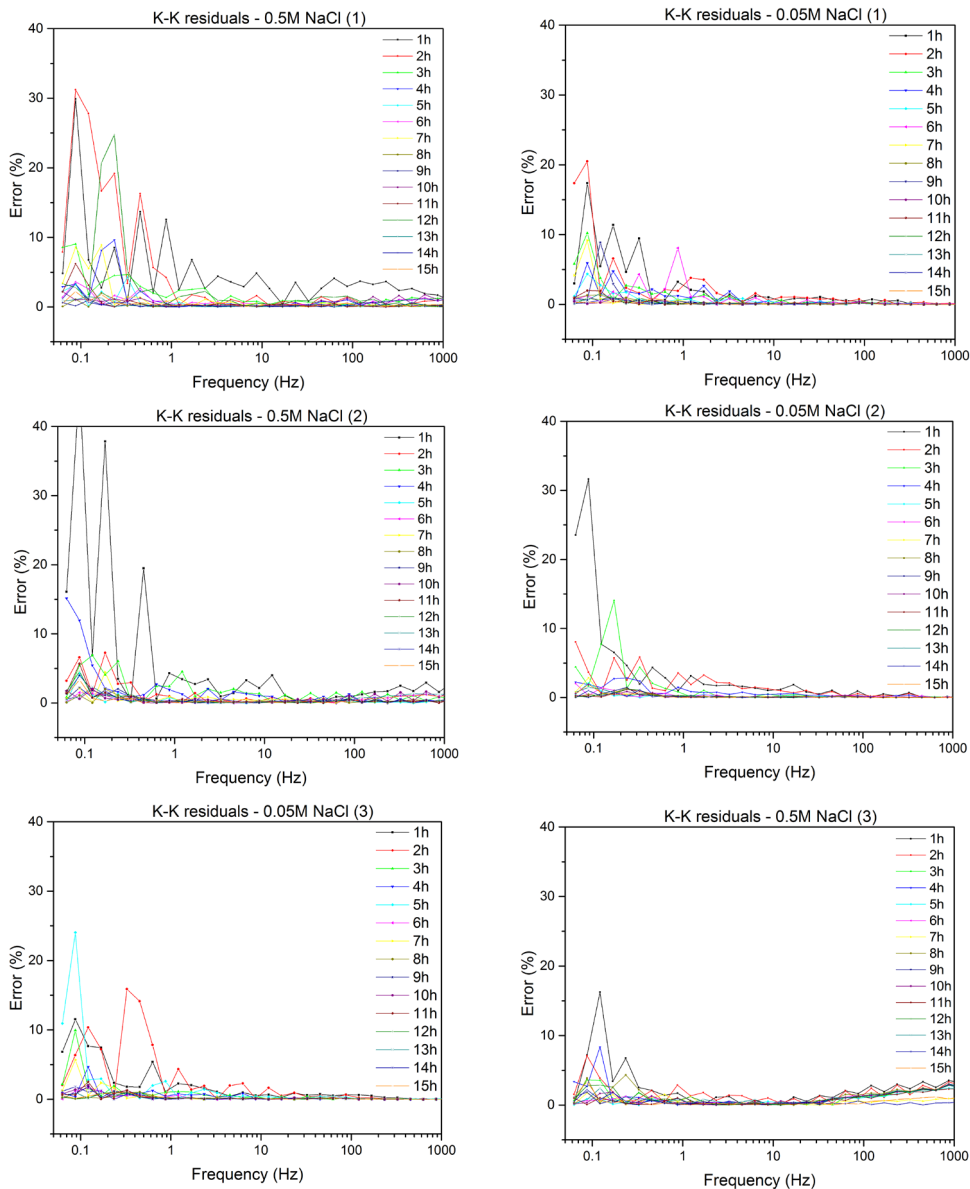 K-K residuals - 0.5M NaCl (1)
40
30
20
10
0
Error (%)
0.1
1
10
100
1000
Frequency (Hz)
1h
2h
3h
4h
5h
6h
7h
8h
9h
10h
11h
12h
13h
14h
15h
K-K residuals - 0.05M NaCl (1)
40
30
20
10
0
Error (%)
0.1
1
10
100
1000
Frequency (Hz)
1h
2h
3h
4h
5h
6h
7h
8h
9h
10h
11h
12h
13h
14h
15h
K-K residuals - 0.5M NaCl (2)
40
30
20
10
0
Error (%)
0.1
1
10
100
1000
Frequency (Hz)
1h
2h
3h
4h
5h
6h
7h
8h
9h
10h
11h
12h
13h
14h
15h
K-K residuals - 0.05M NaCl (2)
40
30
20
10
0
Error (%)
0.1
1
10
100
1000
Frequency (Hz)
1h
2h
3h
4h
5h
6h
7h
8h
9h
10h
11h
12h
13h
14h
K-K residuals - 0.05M NaCl (3)
40
30
20
10
0
Error (%)
0.1
1
10
100
1000
Frequency (Hz)
1h
2h
3h
4h
5h
6h
7h
8h
9h
10h
11h
12h
13h
14h
15h
K-K residuals - 0.5M NaCl (3)
40
30
20
10
0
Error (%)
0.1
1
10
100
1000
Frequency (Hz)
1h
2h
3h
4h
5h
6h
7h
8h
9h
10h
11h
12h
13h
14h
15h